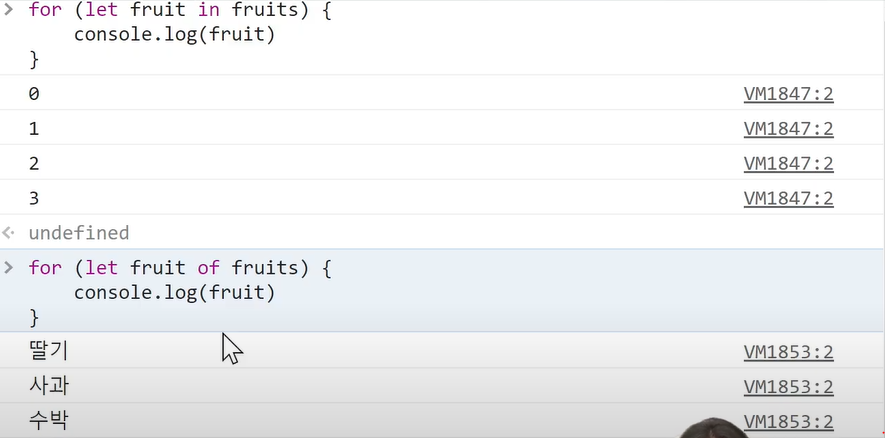 > for (let fruit in fruits) {
console.log(fruit)
}
0 VM1847:2
1 VM1847:2
2 VM1847:2
3 VM1847:2
undefined
> for (let fruit of fruits) {
console.log(fruit)
}
딸기 VM1853:2
사과 VM1853:2
수박 VM1853:2